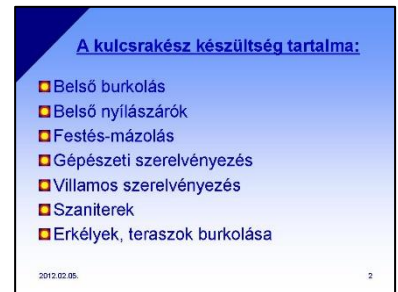 A kulcsrakész készültség tartalma:
Belső burkolás
Belső nyílászárók
Festés-mázolás
Gépészeti szerelvényezés
Villamos szerelvényezés
Szaniterek
Erkélyek, teraszok burkolása
2012.02.05.
2